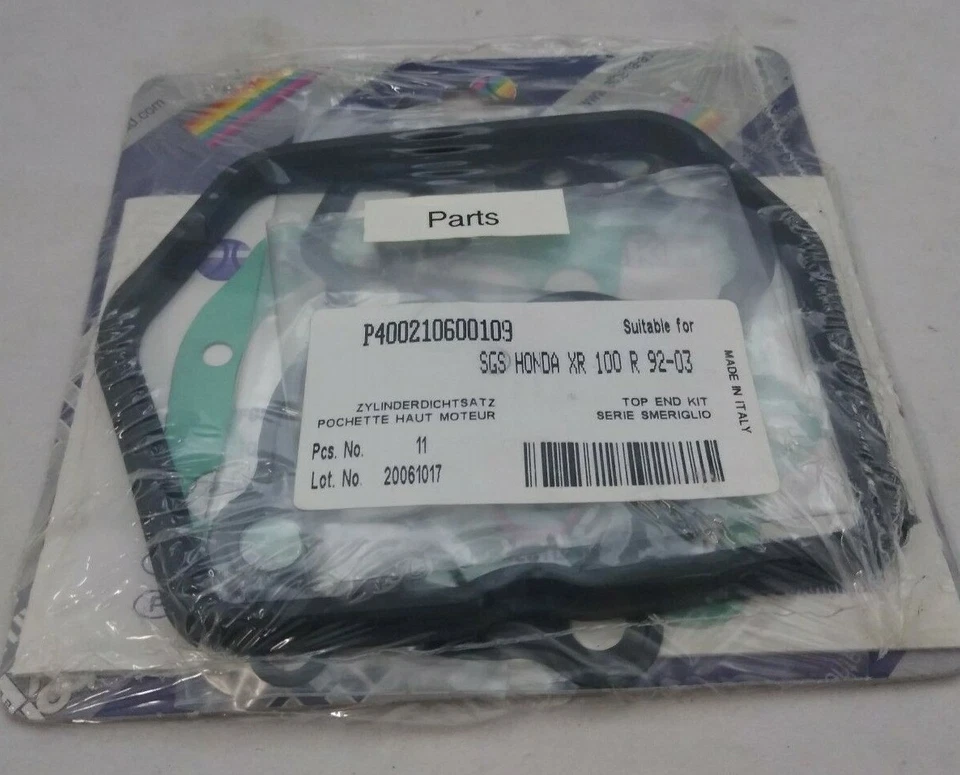 Parts
P400210600109
Suitable for
SGS HONDA XR 100 R 92-03
MADE IN ITALY
ZYLINDERDICHTSATZ
POCHETTE HAUT MOTEUR
TOP END KIT
SERIE SMERIGLIO
Pcs. No. 11
Lot. No. 20061017